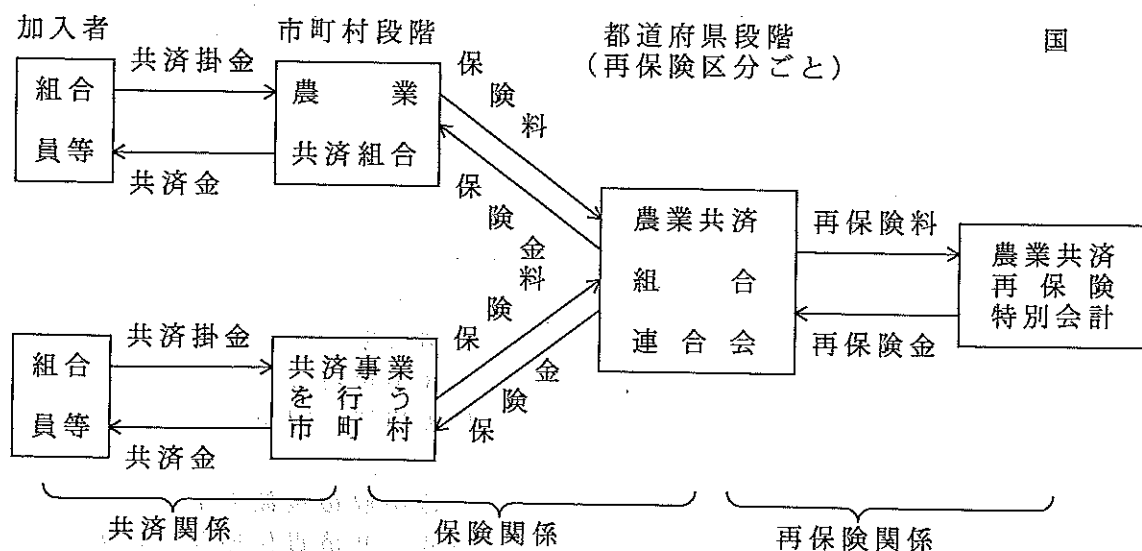 加入者
市町村段階
都道府県段階
(再保険区分ごと)
国
組合
員等
共済掛金
共済金
農業
共済組合
保険料
保険金
農業共済
組合
連合会
再保険料
再保険金
農業共済
再保険
特別会計
組合
員等
共済掛金
共済金
共済事業
を行う
市町村
保険料
保険金
共済関係
保険関係
再保険関係